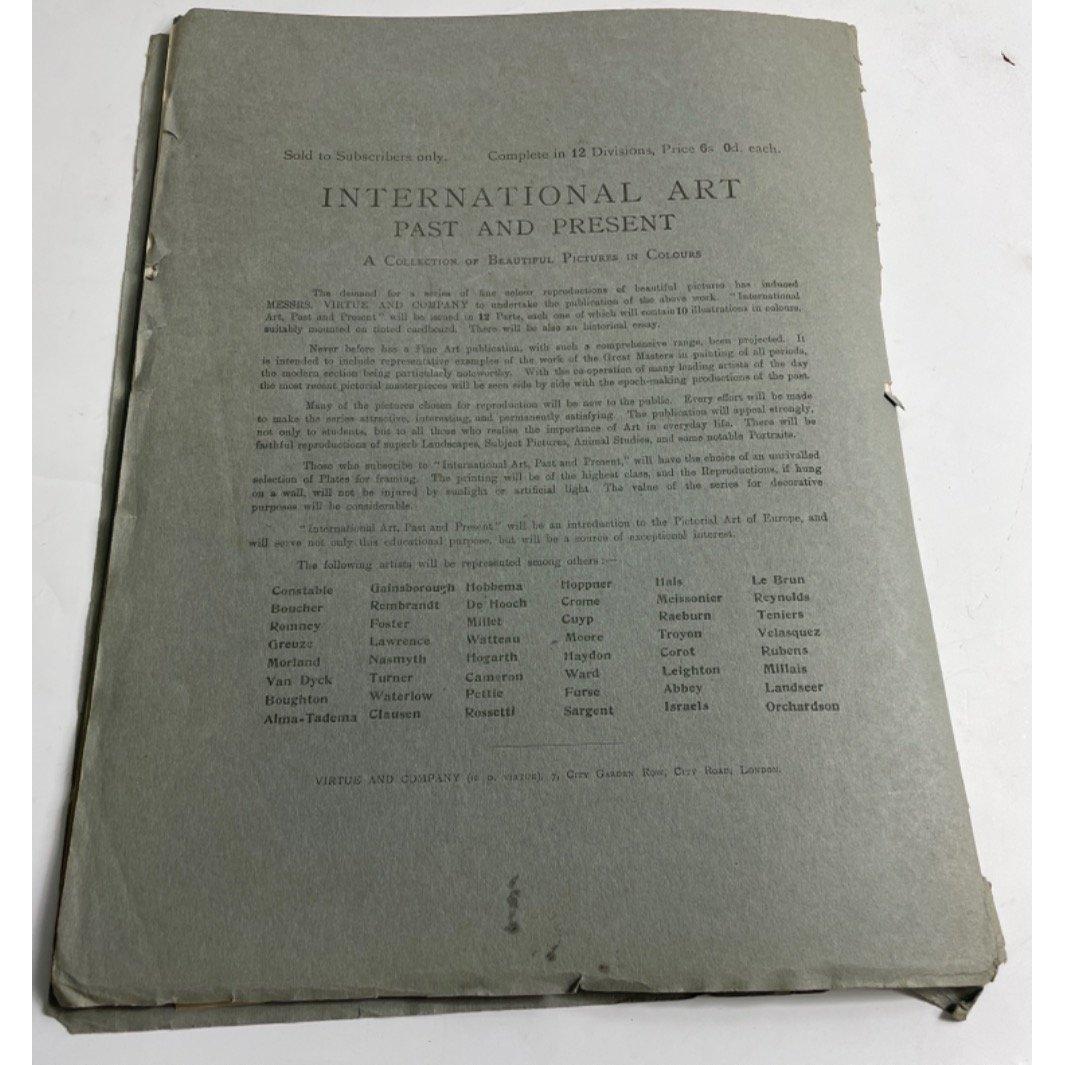 Sold to Subscribers only. Complete in 12 Divisions, Price 6s 0d. each.
INTERNATIONAL ART
PAST AND PRESENT
A COLLECTION OF BEAUTIFUL PICTURES IN COLOURS
The demand for a series of fine colour reproductions of beautiful pictures has induced
MESSRS. VIRTUE AND COMPANY to undertake the publication of the above work. "International
Art, Past and Present" will be issued in 12 Parts, each one of which will contain 10 illustrations in colours,
suitably mounted on tinted cardboard. There will be also an historical essay.
Never before has a Fine Art publication, with such a comprehensive range, been projected. It
is intended to include representative examples of the work of the Great Masters in painting of all periods,
the modern section being particularly noteworthy. With the co-operation of many leading artists of the day
the most recent pictorial masterpieces will be seen side by side with the epoch-making productions of the past.
Many of the pictures chosen for reproduction will be new to the public. Every effort will be made
to make the series attractive, interesting, and permanently satisfying. The publication will appeal strongly,
not only to students, but to all those who realise the importance of Art in everyday life. There will be
faithful reproductions of superb Landscapes, Subject Pictures, Animal Studies, and some notable Portraits.
Those who subscribe to "International Art, Past and Present," will have the choice of an unrivalled
selection of Plates for framing. The printing will be of the highest class, and the Reproductions, if hung
on a wall, will not be injured by sunlight or artificial light. The value of the series for decorative
purposes will be considerable.
"International Art, Past and Present" will be an introduction to the Pictorial Art of Europe, and
will serve not only this educational purpose, but will be a source of exceptional interest.
The following artists will be represented among others:—
Constable Gainsborough Hobbema Hoppner Hals Le Brun
Boucher Rembrandt De Hooch Crome Meissonier Reynolds
Romney Foster Millet Cuyp Raeburn Teniers
Greuze Lawrence Watteau Moore Troyon Velasquez
Morland Nasmyth Hogarth Haydon Corot Rubens
Van Dyck Turner Cameron Ward Leighton Millais
Boughton Waterlow Pettie Furse Abbey Landseer
Alma-Tadema Clausen Rossetti Sargent Israels Orchardson
VIRTUE AND COMPANY VIRTUE), 7, CITY GARDEN ROW, CITY ROAD, LONDON.